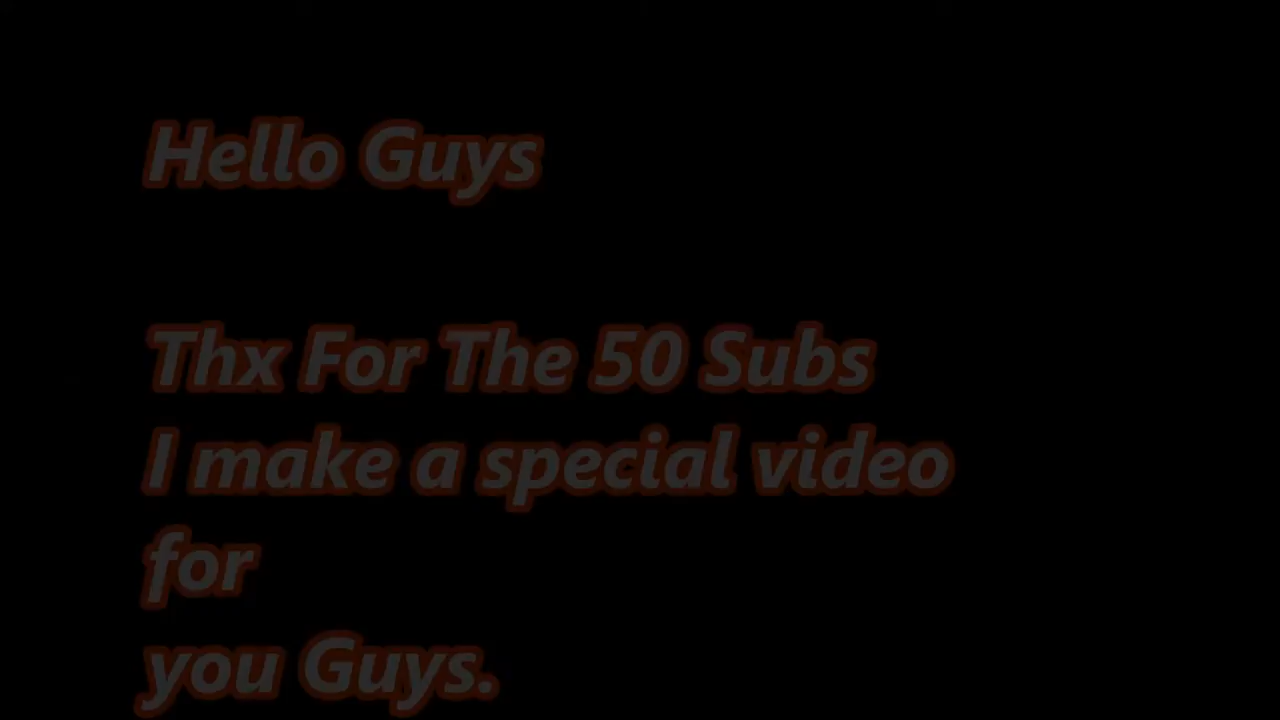 Hello Guys
Thx For The 50 Subs
I make a special video
for
you Guys.